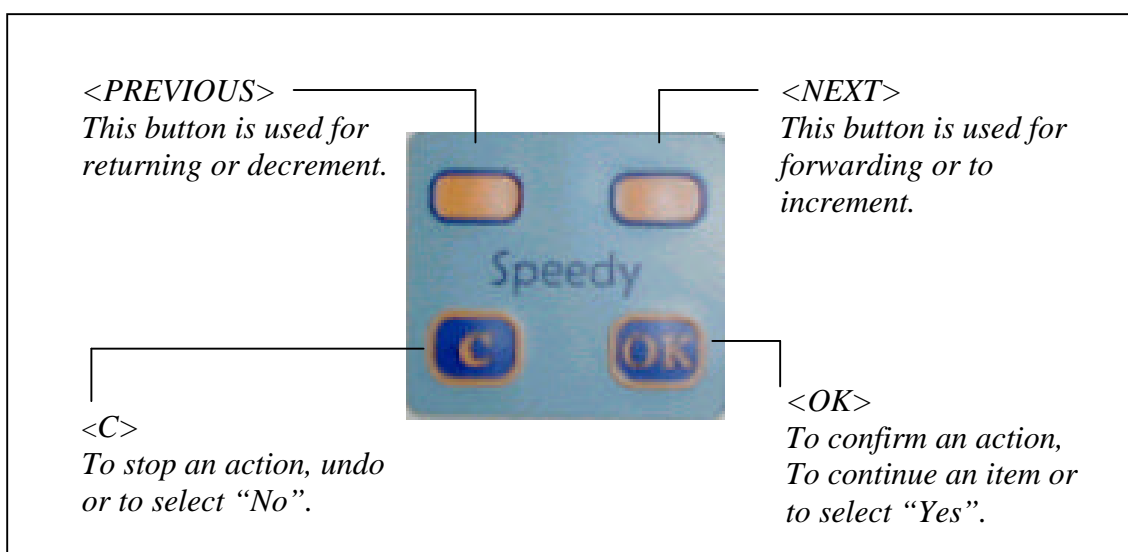 <PREVIOUS>
This button is used for
returning or decrement.
<NEXT>
This button is used for
forwarding or to
increment.
Speedy
C
OK
<C>
To stop an action, undo
or to select “No”.
<OK>
To confirm an action,
To continue an item or
to select “Yes”.